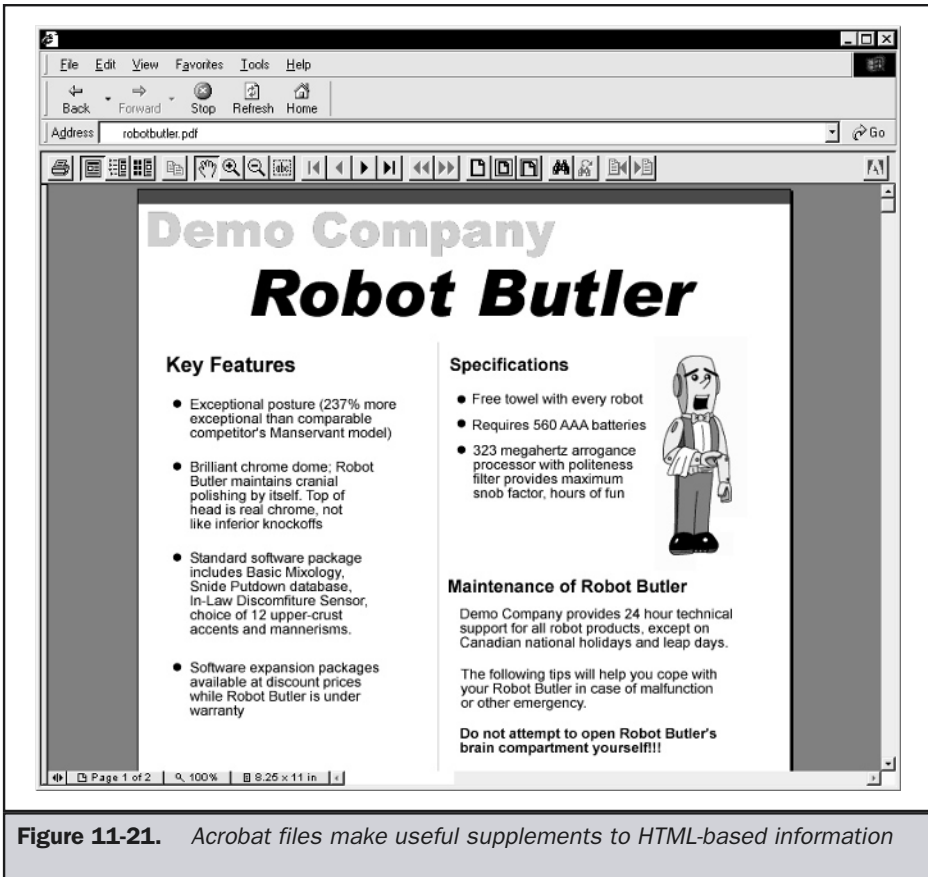 File Edit View Favorites Tools Help
Back Forward Stop Refresh Home
Address robotbutler.pdf Go
abc
Demo Company
Robot Butler
Key Features
● Exceptional posture (237% more
exceptional than comparable
competitor's Manservant model)
● Brilliant chrome dome; Robot
Butler maintains cranial
polishing by itself. Top of
head is real chrome, not
like inferior knockoffs
● Standard software package
includes Basic Mixology,
Snide Putdown database,
In-Law Discomfiture Sensor,
choice of 12 upper-crust
accents and mannerisms.
● Software expansion packages
available at discount prices
while Robot Butler is under
warranty
Specifications
● Free towel with every robot
● Requires 560 AAA batteries
● 323 megahertz arrogance
processor with politeness
filter provides maximum
snob factor, hours of fun
Maintenance of Robot Butler
Demo Company provides 24 hour technical
support for all robot products, except on
Canadian national holidays and leap days.
The following tips will help you cope with
your Robot Butler in case of malfunction
or other emergency.
Do not attempt to open Robot Butler's
brain compartment yourself!!!
Page 1 of 2 100% 8.25 x 11 in
Figure 11-21. Acrobat files make useful supplements to HTML-based information